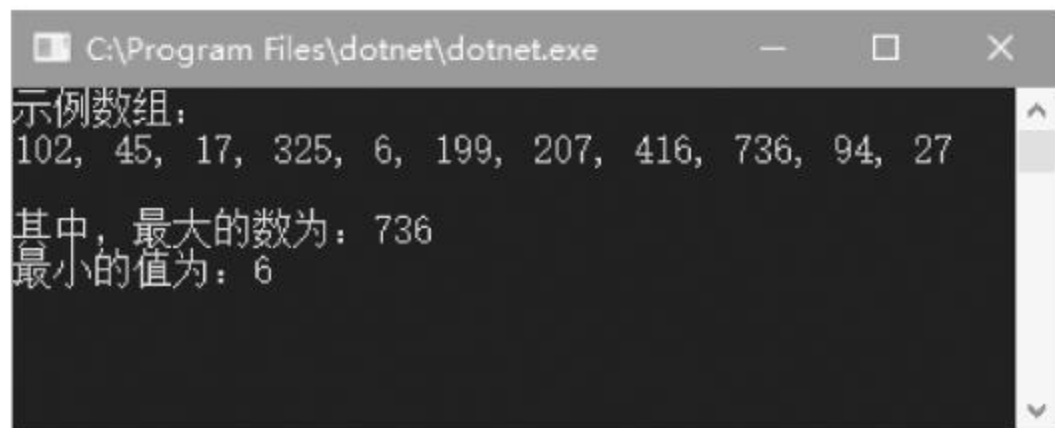 C:\Program Files\dotnet\dotnet.exe
示例数组：
102, 45, 17, 325, 6, 199, 207, 416, 736, 94, 27
其中，最大的数为：736
最小的值为：6